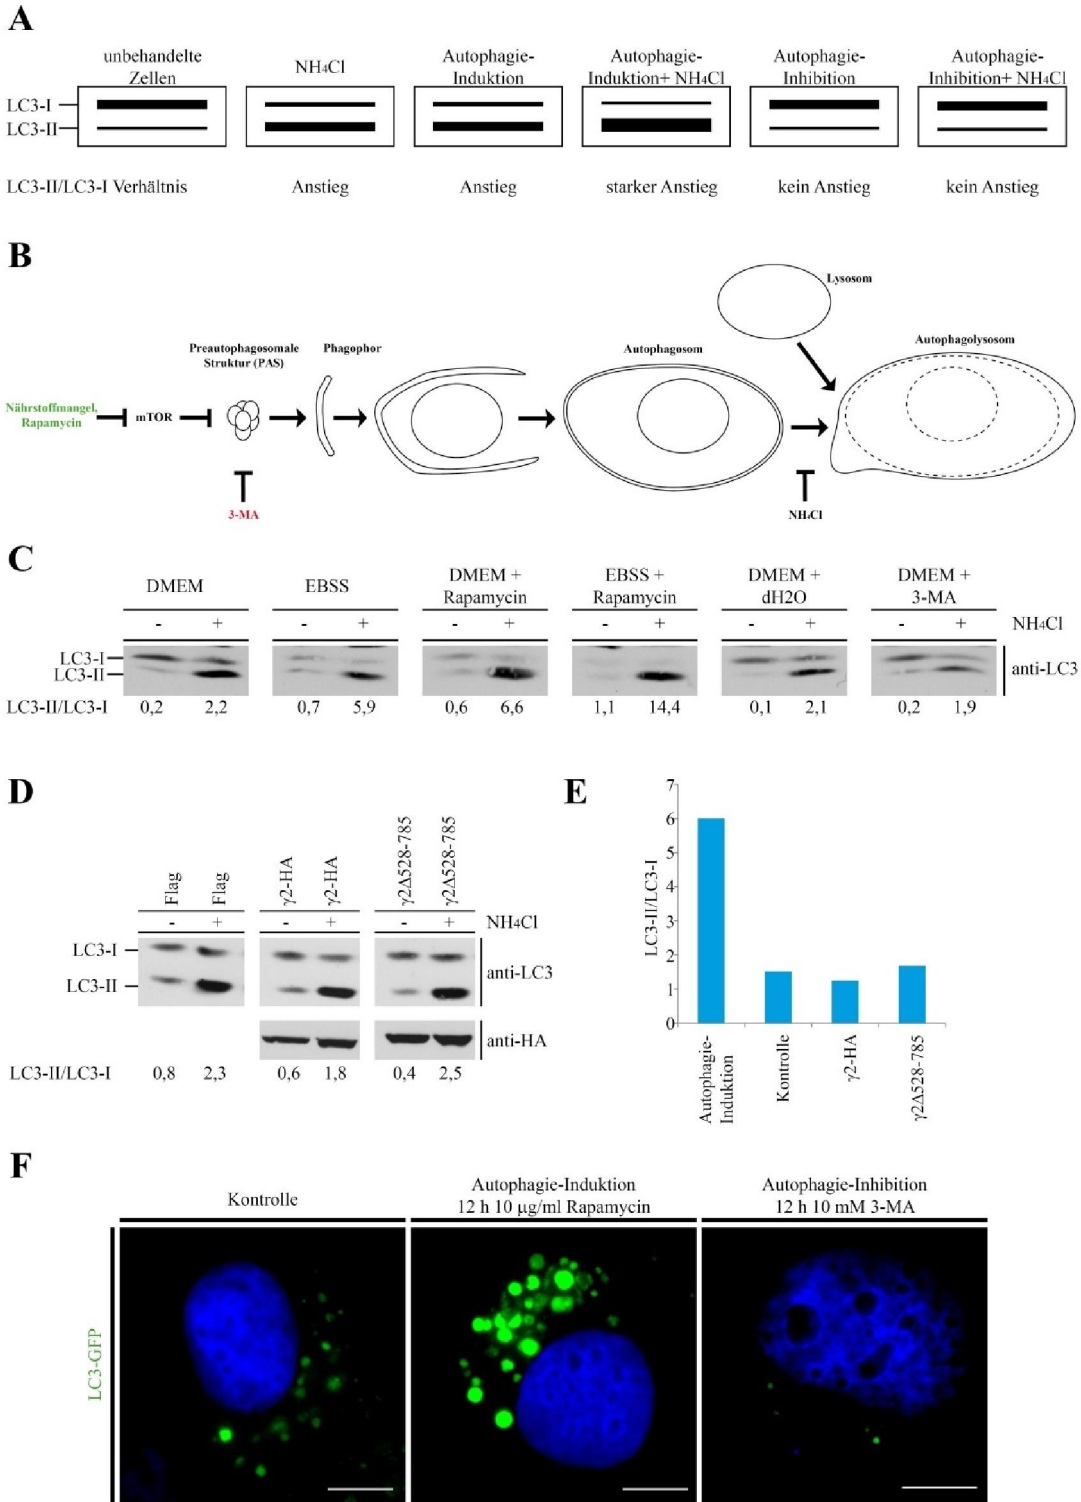 A
unbehandelte
Zellen
NH₄Cl
Autophagie-
Induktion
Autophagie-
Induktion+ NH₄Cl
Autophagie-
Inhibition
Autophagie-
Inhibition+ NH₄Cl
LC3-I
LC3-II
LC3-II/LC3-I Verhältnis
Anstieg
Anstieg
starker Anstieg
kein Anstieg
kein Anstieg
B
Lysosom
Preautophagosomale
Struktur (PAS)
Phagophor
Autophagosom
Autophagolysosom
Nährstoffmangel,
Rapamycin
mTOR
3-MA
NH₄Cl
C
DMEM
EBSS
DMEM +
Rapamycin
EBSS +
Rapamycin
DMEM +
dH2O
DMEM +
3-MA
- + - + - + - + - + - + NH₄Cl
LC3-I
LC3-II
anti-LC3
LC3-II/LC3-I 0,2 2,2 0,7 5,9 0,6 6,6 1,1 14,4 0,1 2,1 0,2 1,9
D
Flag
Flag
γ2-HA
γ2-HA
γ2Δ528-785
γ2Δ528-785
- + - + - + NH₄Cl
LC3-I
LC3-II
anti-LC3
anti-HA
LC3-II/LC3-I 0,8 2,3 0,6 1,8 0,4 2,5
E
LC3-II/LC3-I
7
6
5
4
3
2
1
0
Autophagie-
Induktion
Kontrolle
γ2-HA
γ2Δ528-785
F
Kontrolle
Autophagie-Induktion
12 h 10 µg/ml Rapamycin
Autophagie-Inhibition
12 h 10 mM 3-MA
LC3-GFP